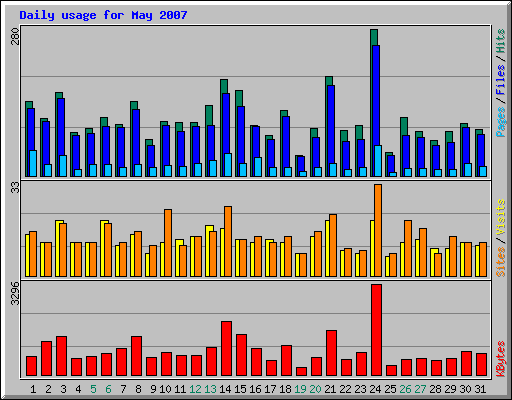 Daily usage for May 2007
280
Pages / Files / Hits
33
Sites / Visits
3296
KBytes
1 2 3 4 5 6 7 8 9 10 11 12 13 14 15 16 17 18 19 20 21 22 23 24 25 26 27 28 29 30 31